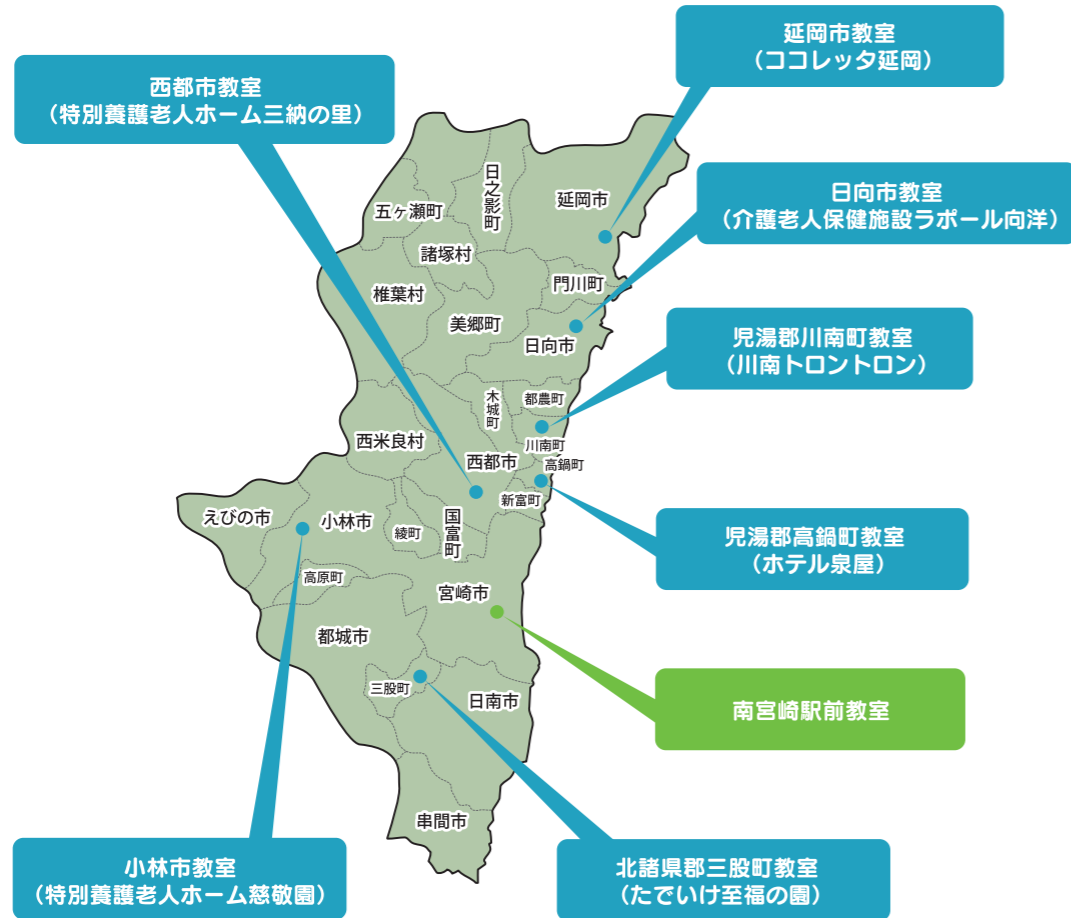 延岡市教室
（ココレッタ延岡）
西都市教室
（特別養護老人ホーム三納の里）
日向市教室
（介護老人保健施設ラポール向洋）
児湯郡川南町教室
（川南トロントロン）
児湯郡高鍋町教室
（ホテル泉屋）
南宮崎駅前教室
北諸県郡三股町教室
（たでいけ至福の園）
小林市教室
（特別養護老人ホーム慈敬園）
日之影町
延岡市
五ヶ瀬町
諸塚村
門川町
椎葉村
美郷町
日向市
木城町
都農町
西米良村
川南町
西都市
高鍋町
新富町
えびの市
小林市
綾町
国富町
高原町
宮崎市
都城市
三股町
日南市
串間市